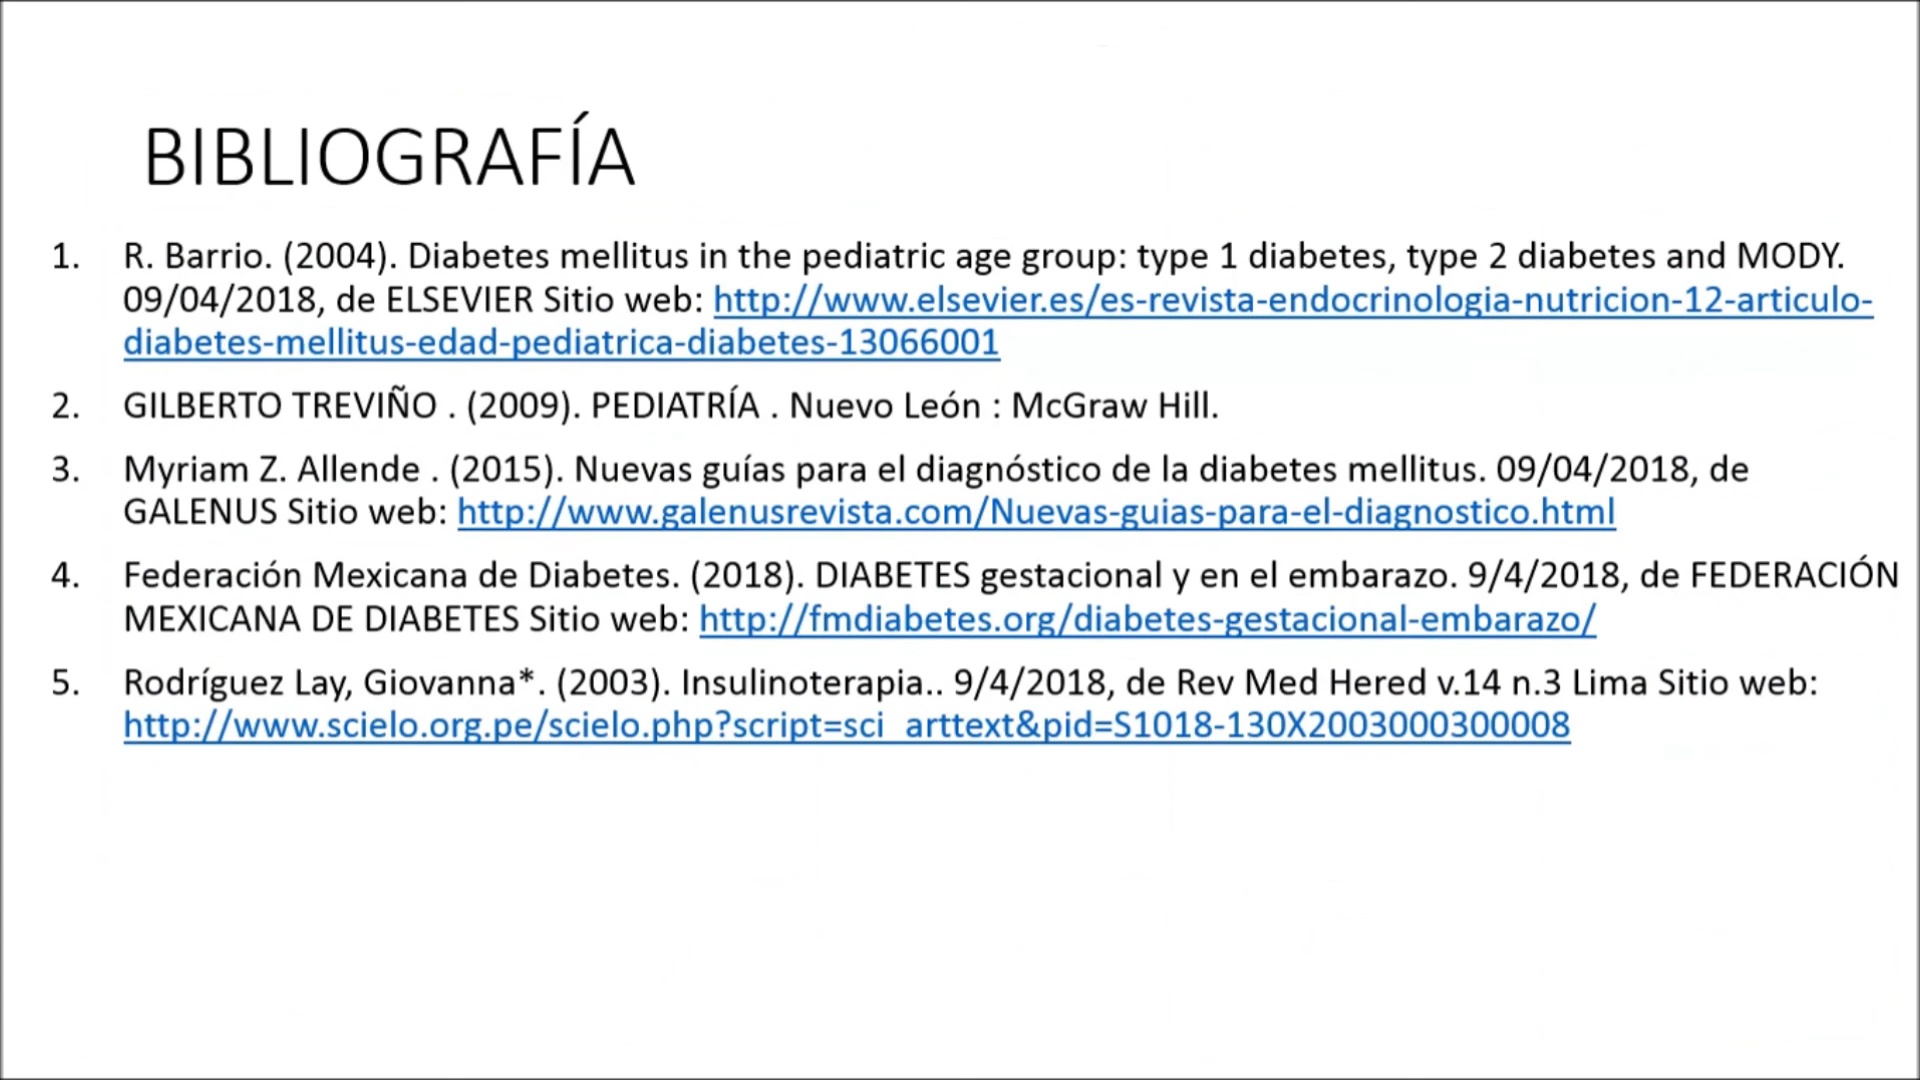 BIBLIOGRAFÍA
1. R. Barrio. (2004). Diabetes mellitus in the pediatric age group: type 1 diabetes, type 2 diabetes and MODY.
09/04/2018, de ELSEVIER Sitio web: http://www.elsevier.es/es-revista-endocrinologia-nutricion-12-articulo-
diabetes-mellitus-edad-pediatrica-diabetes-13066001
2. GILBERTO TREVIÑO . (2009). PEDIATRÍA . Nuevo León : McGraw Hill.
3. Myriam Z. Allende . (2015). Nuevas guías para el diagnóstico de la diabetes mellitus. 09/04/2018, de
GALENUS Sitio web: http://www.galenusrevista.com/Nuevas-guias-para-el-diagnostico.html
4. Federación Mexicana de Diabetes. (2018). DIABETES gestacional y en el embarazo. 9/4/2018, de FEDERACIÓN
MEXICANA DE DIABETES Sitio web: http://fmdiabetes.org/diabetes-gestacional-embarazo/
5. Rodríguez Lay, Giovanna*. (2003). Insulinoterapia.. 9/4/2018, de Rev Med Hered v.14 n.3 Lima Sitio web:
http://www.scielo.org.pe/scielo.php?script=sci_arttext&pid=S1018-130X2003000300008